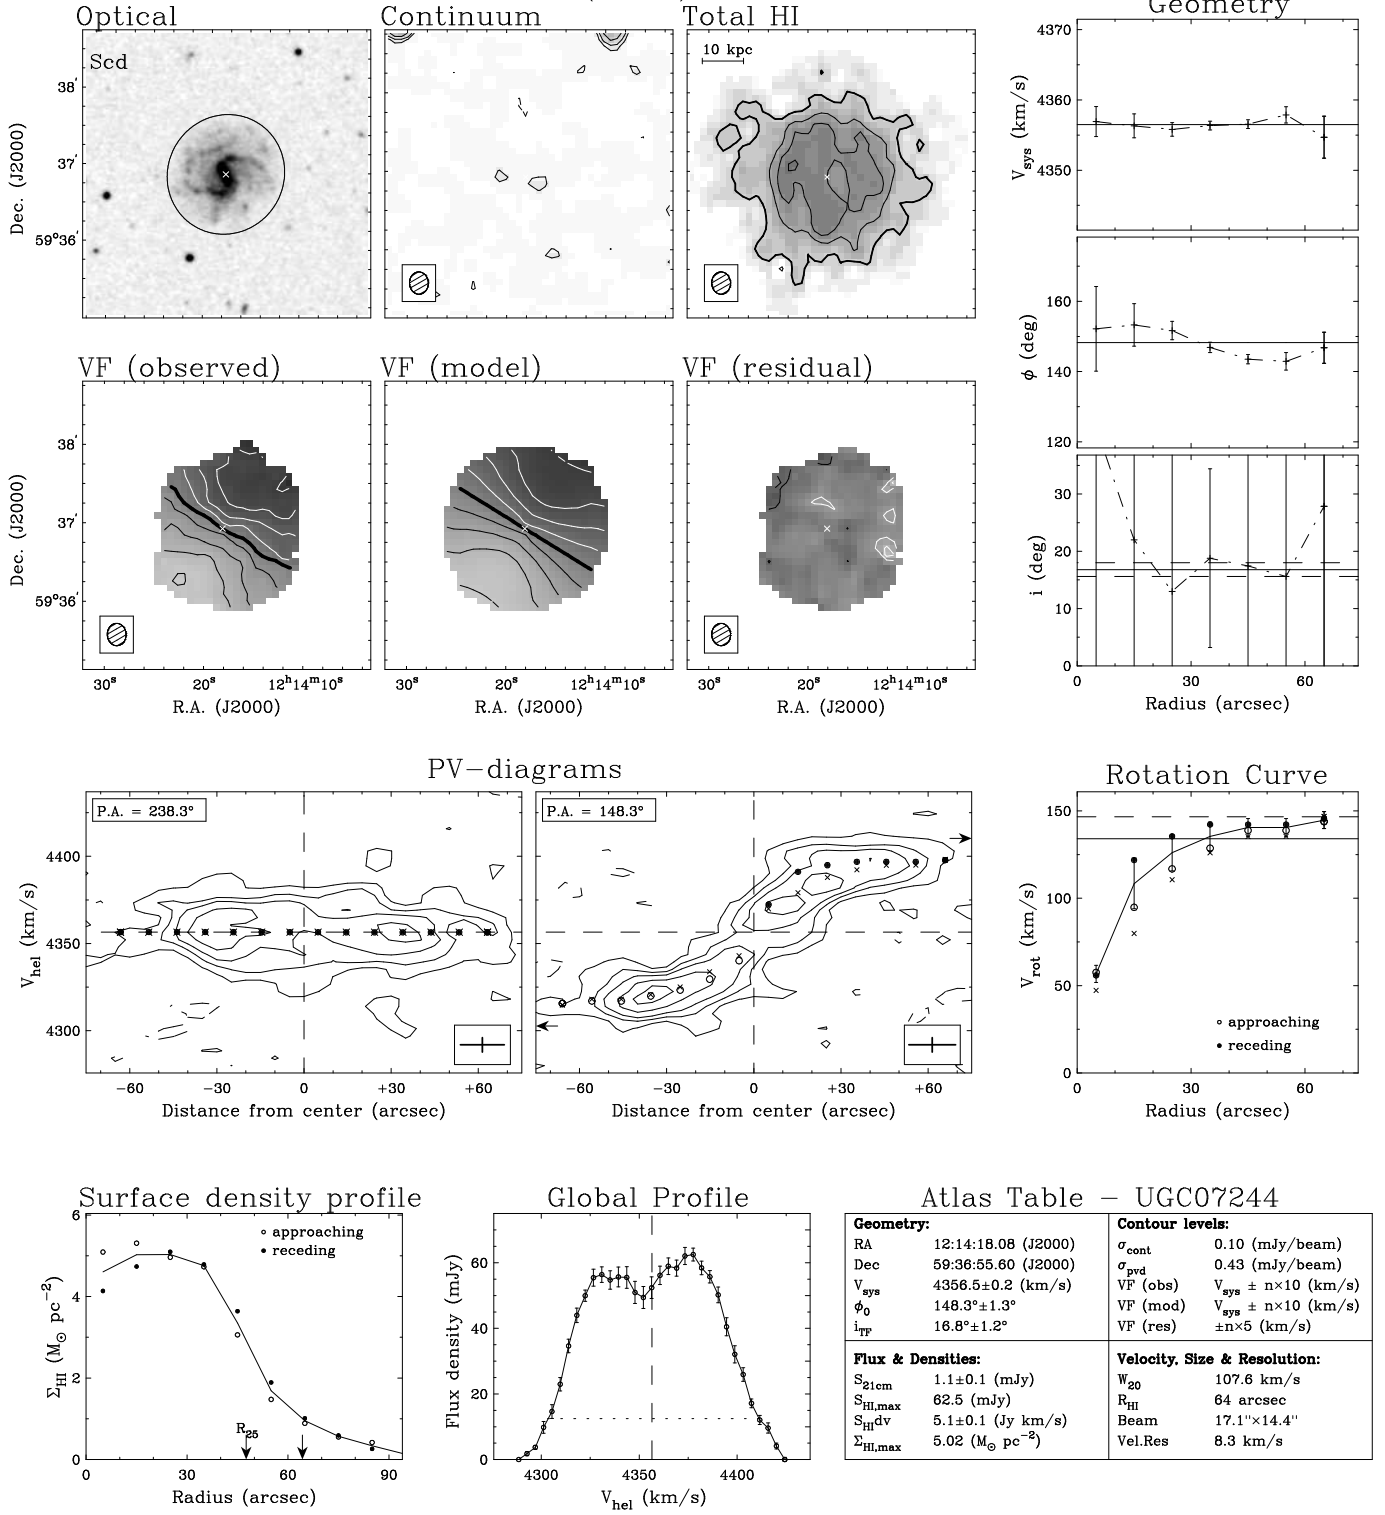 Optical
Continuum
Total HI
Geometry
Scd
10 kpc
38′
37′
59°36′
Dec. (J2000)
4370
4360
4350
V_sys (km/s)
160
140
120
φ (deg)
30
20
10
0
i (deg)
0 30 60
Radius (arcsec)
VF (observed)
VF (model)
VF (residual)
38′
37′
59°36′
Dec. (J2000)
30ˢ 20ˢ 12ʰ14ᵐ10ˢ
30ˢ 20ˢ 12ʰ14ᵐ10ˢ
30ˢ 20ˢ 12ʰ14ᵐ10ˢ
R.A. (J2000)
R.A. (J2000)
R.A. (J2000)
PV−diagrams
P.A. = 238.3°
P.A. = 148.3°
4400
4350
4300
V_hel (km/s)
−60 −30 0 +30 +60
−60 −30 0 +30 +60
Distance from center (arcsec)
Distance from center (arcsec)
Rotation Curve
150
100
50
0
V_rot (km/s)
approaching
receding
0 30 60
Radius (arcsec)
Surface density profile
approaching
receding
6
4
2
0
Σ_HI (M⊙ pc⁻²)
R₂₅
0 30 60 90
Radius (arcsec)
Global Profile
60
40
20
0
Flux density (mJy)
4300 4350 4400
V_hel (km/s)
Atlas Table − UGC07244
Geometry:
RA 12:14:18.08 (J2000)
Dec 59:36:55.60 (J2000)
V_sys 4356.5±0.2 (km/s)
φ₀ 148.3°±1.3°
i_TF 16.8°±1.2°
Contour levels:
σ_cont 0.10 (mJy/beam)
σ_pvd 0.43 (mJy/beam)
VF (obs) V_sys ± n×10 (km/s)
VF (mod) V_sys ± n×10 (km/s)
VF (res) ±n×5 (km/s)
Flux & Densities:
S_21cm 1.1±0.1 (mJy)
S_HI,max 62.5 (mJy)
S_HIdv 5.1±0.1 (Jy km/s)
Σ_HI,max 5.02 (M⊙ pc⁻²)
Velocity, Size & Resolution:
W₂₀ 107.6 km/s
R_HI 64 arcsec
Beam 17.1″×14.4″
Vel.Res 8.3 km/s